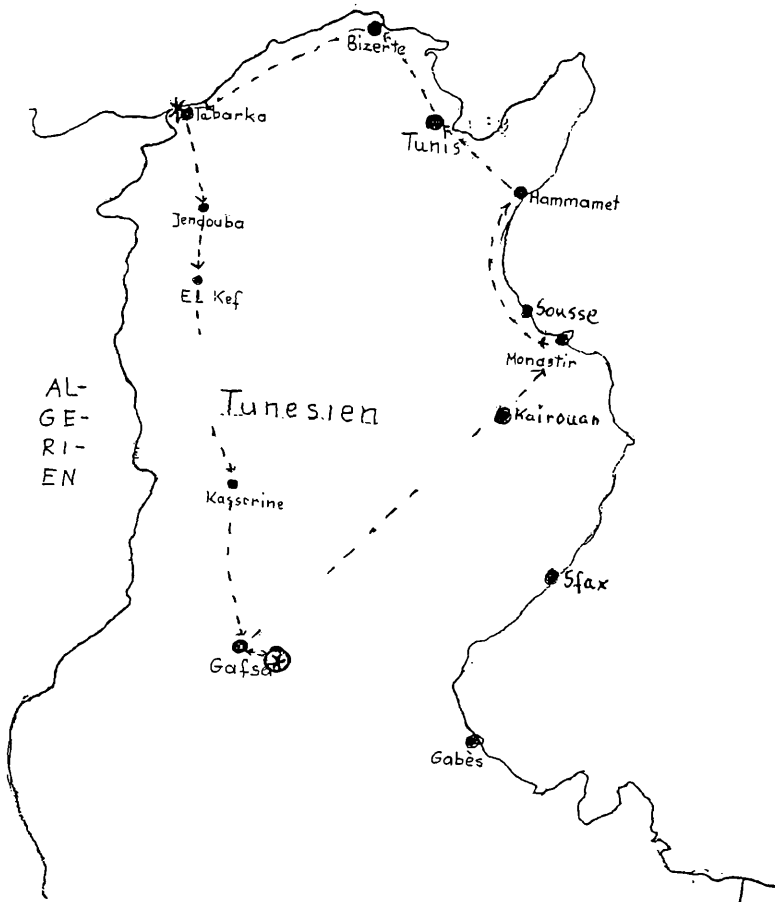 Bizerte
Tabarka
Tunis
Jendouba
Hammamet
El Kef
Sousse
Monastir
AL-
GE-
RI-
EN
Tunesien
Kairouan
Kasserine
Sfax
Gafsa
Gabès